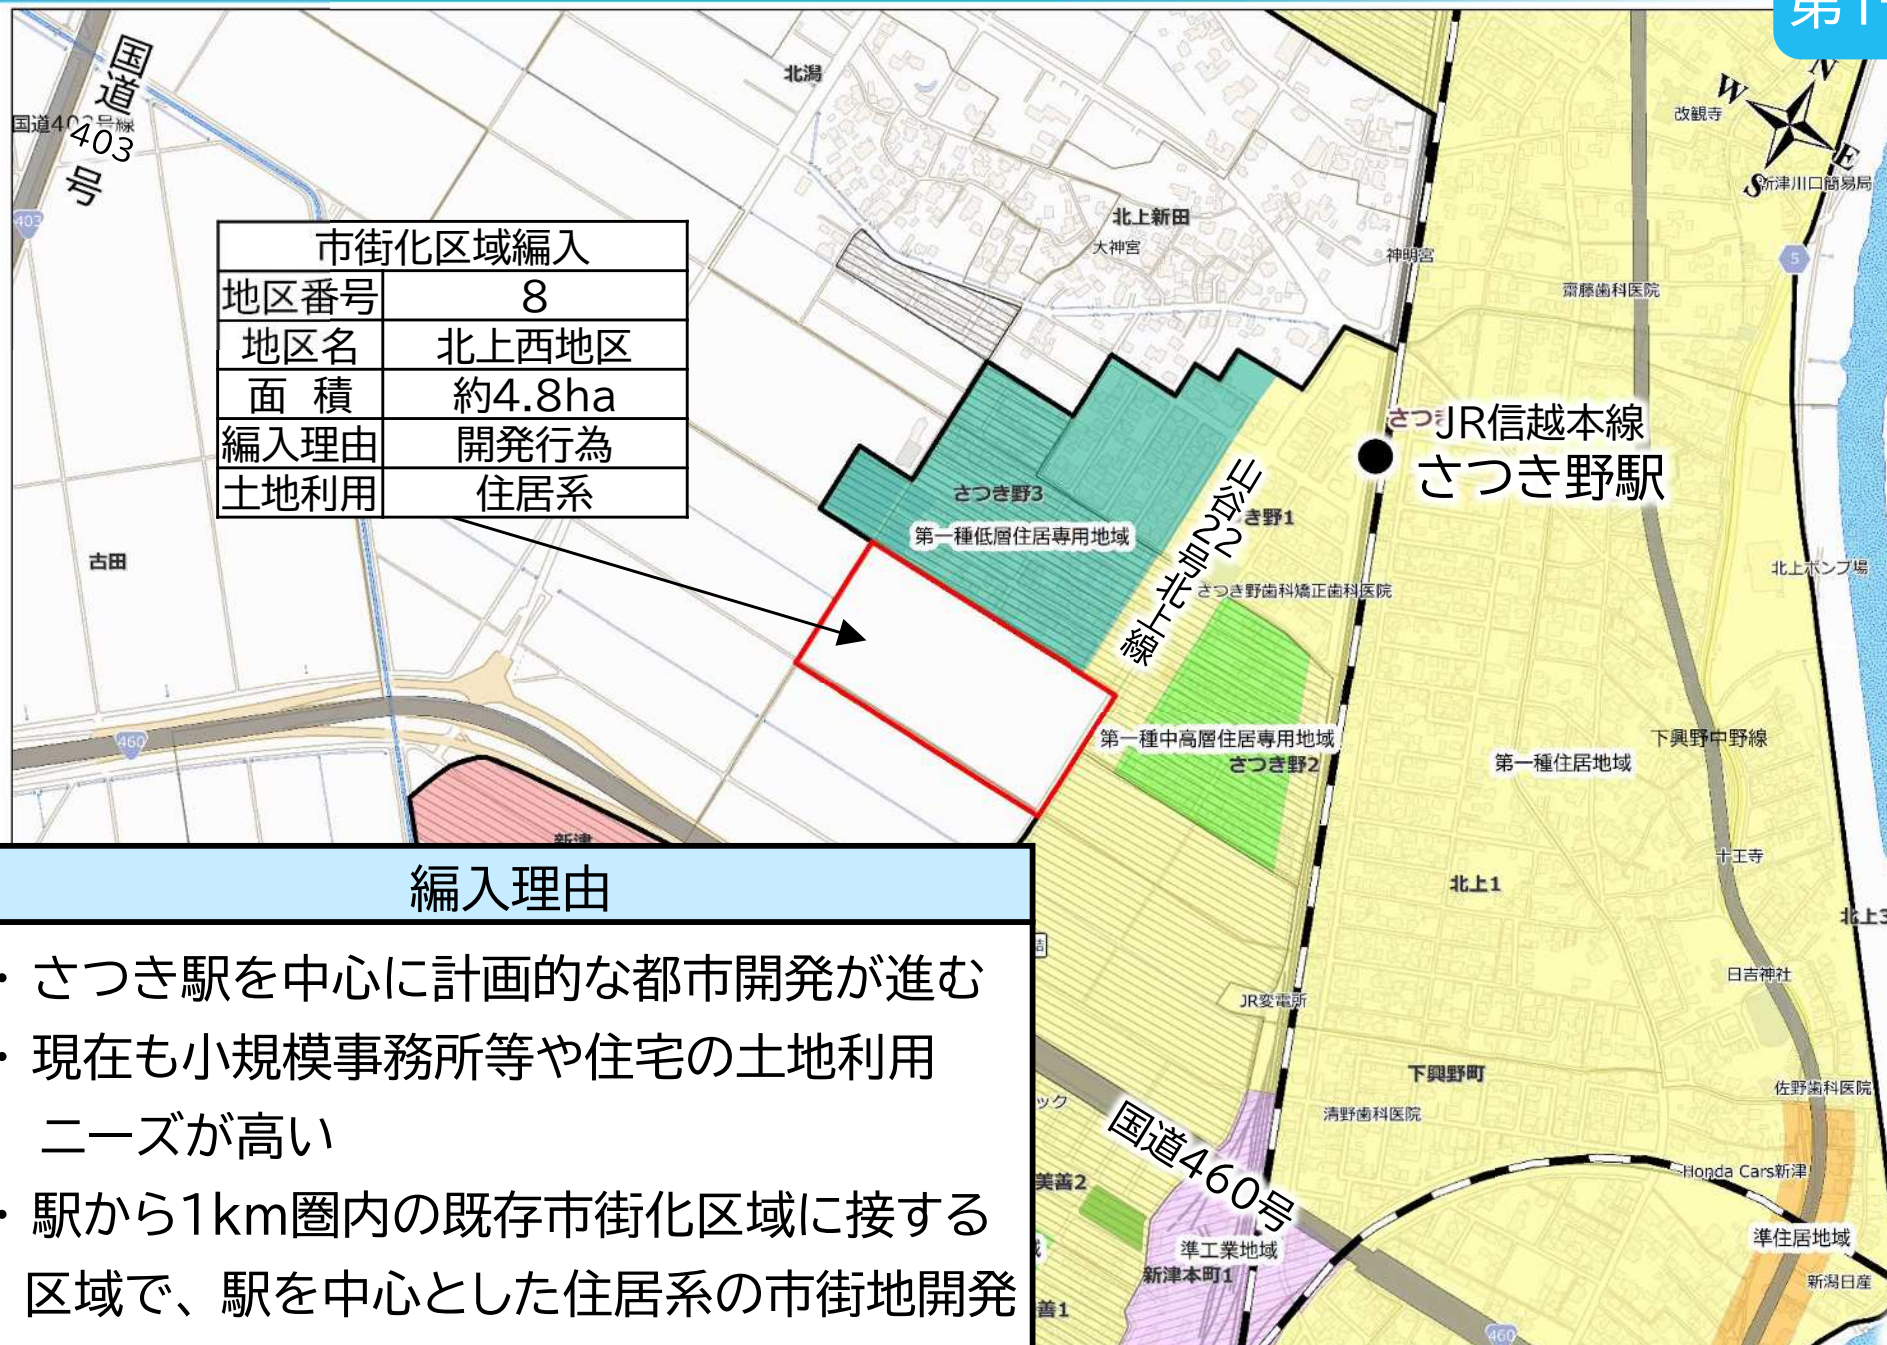 国道403号
403
北潟
改観寺
N
W
E
S
新津川口簡易局
5
北上新田
大神宮
神明宮
齋藤歯科医院
市街化区域編入
地区番号 8
地区名 北上西地区
面 積 約4.8ha
編入理由 開発行為
土地利用 住居系
JR信越本線
さつき野駅
さつき野3
第一種低層住居専用地域
山谷22号北上線
き野1
さつき野歯科矯正歯科医院
北上ポンプ場
古田
460
第一種中高層住居専用地域
さつき野2
第一種住居地域
下興野中野線
新津
十王寺
北上1
北上3
編入理由
・さつき駅を中心に計画的な都市開発が進む
・現在も小規模事務所等や住宅の土地利用
ニーズが高い
・駅から1km圏内の既存市街化区域に接する
区域で、駅を中心とした住居系の市街地開発
日吉神社
JR変電所
下興野町
清野歯科医院
佐野歯科医院
ック
国道460号
美善2
Honda Cars新津
準工業地域
新津本町1
準住居地域
新潟日産
善1
460